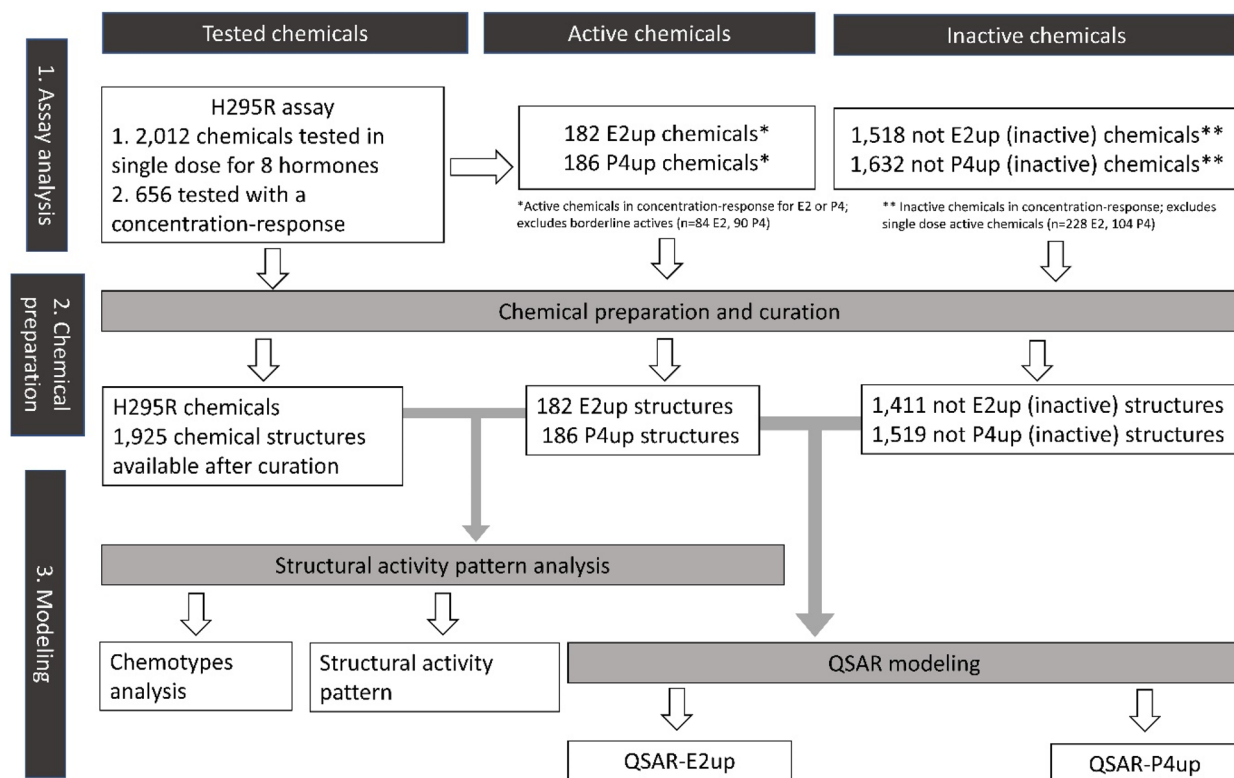 Tested chemicals
Active chemicals
Inactive chemicals
1. Assay analysis
H295R assay
1. 2,012 chemicals tested in
single dose for 8 hormones
2. 656 tested with a
concentration-response
182 E2up chemicals*
186 P4up chemicals*
*Active chemicals in concentration-response for E2 or P4;
excludes borderline actives (n=84 E2, 90 P4)
1,518 not E2up (inactive) chemicals**
1,632 not P4up (inactive) chemicals**
** Inactive chemicals in concentration-response; excludes
single dose active chemicals (n=228 E2, 104 P4)
2. Chemical
preparation
Chemical preparation and curation
H295R chemicals
1,925 chemical structures
available after curation
182 E2up structures
186 P4up structures
1,411 not E2up (inactive) structures
1,519 not P4up (inactive) structures
3. Modeling
Structural activity pattern analysis
Chemotypes
analysis
Structural activity
pattern
QSAR modeling
QSAR-E2up
QSAR-P4up